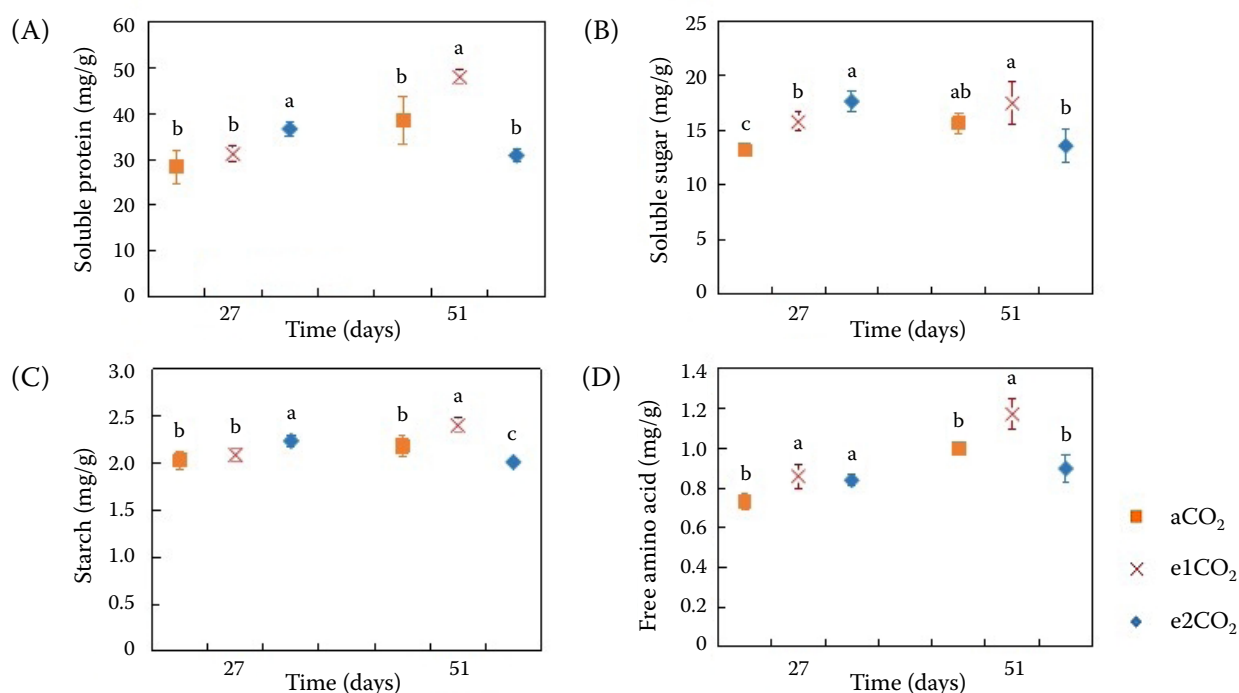 (A)
Soluble protein (mg/g)
60
50
40
30
20
10
0
b
b
a
b
a
b
27
51
Time (days)
(B)
Soluble sugar (mg/g)
25
20
15
10
5
0
c
b
a
ab
a
b
27
51
Time (days)
(C)
Starch (mg/g)
3.0
2.5
2.0
1.5
1.0
0.5
0
b
b
a
b
a
c
27
51
Time (days)
(D)
Free amino acid (mg/g)
1.4
1.2
1.0
0.8
0.6
0.4
0.2
0
b
a
a
b
a
b
27
51
Time (days)
aCO₂
e1CO₂
e2CO₂